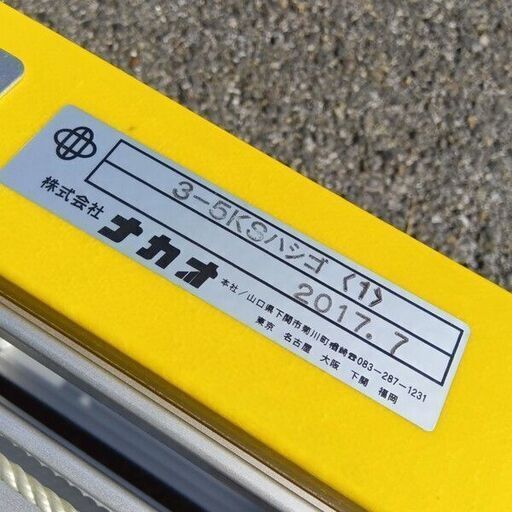 3-5KSハシゴ〈1〉
2017.7
株式会社 ナカオ
本社/山口県下関市菊川町楢崎☎083-287-1231
東京 名古屋 大阪 下関 福岡